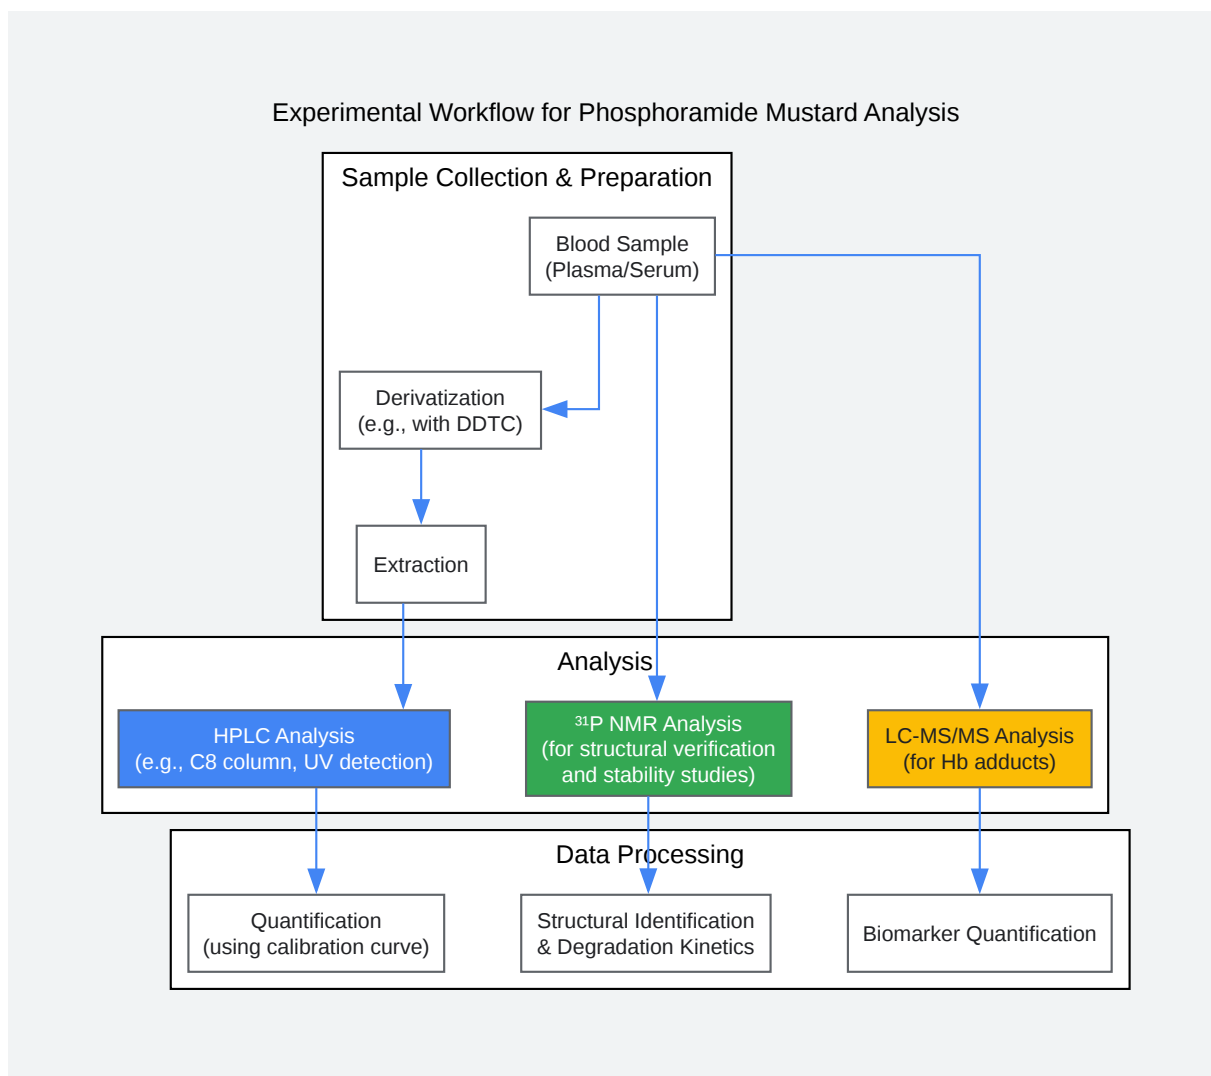 Experimental Workflow for Phosphoramide Mustard Analysis
Sample Collection & Preparation
Blood Sample
(Plasma/Serum)
Derivatization
(e.g., with DDTC)
Extraction
Analysis
HPLC Analysis
(e.g., C8 column, UV detection)
³¹P NMR Analysis
(for structural verification
and stability studies)
LC-MS/MS Analysis
(for Hb adducts)
Data Processing
Quantification
(using calibration curve)
Structural Identification
& Degradation Kinetics
Biomarker Quantification